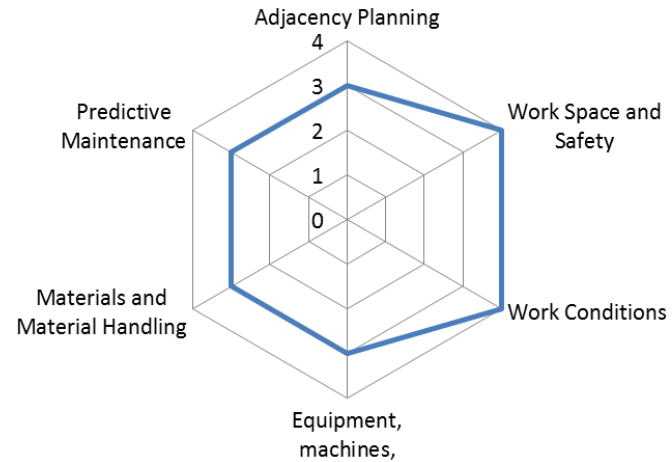 Adjacency Planning
4
3
2
1
0
Work Space and
Safety
Work Conditions
Equipment,
machines,
Materials and
Material Handling
Predictive
Maintenance